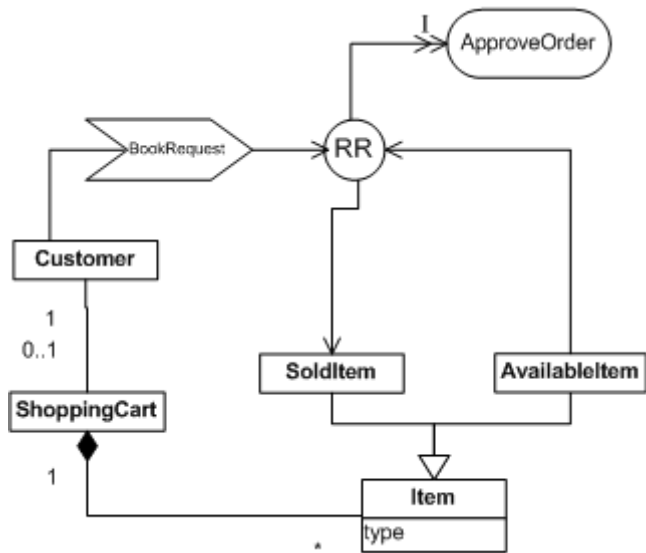 I
ApproveOrder
BookRequest
RR
Customer
1
0..1
SoldItem
AvailableItem
ShoppingCart
1
Item
type
*